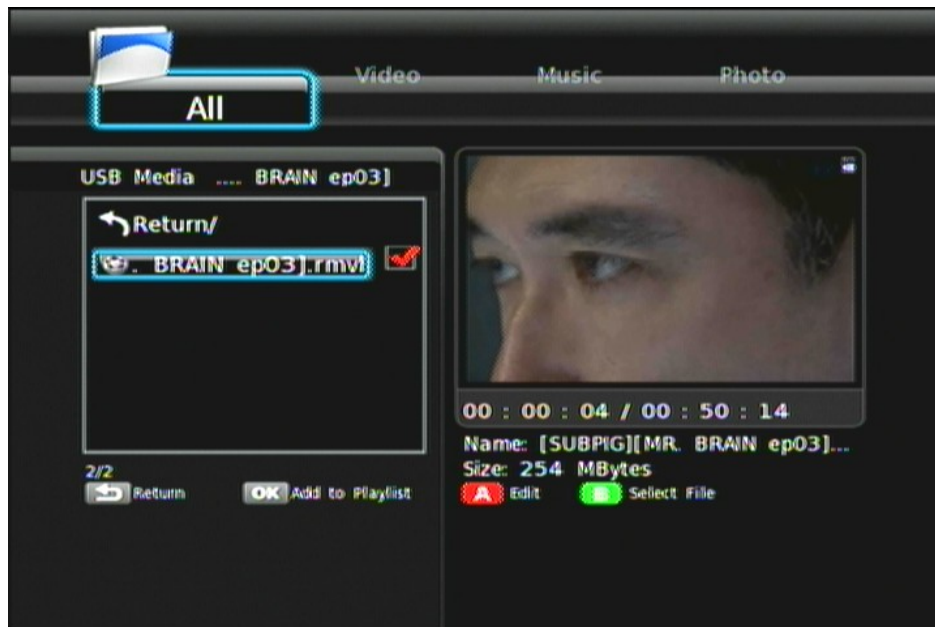 Video Music Photo
All
USB Media .... BRAIN ep03]
Return/
. BRAIN ep03].rmvb
00 : 00 : 04 / 00 : 50 : 14
Name: [SUBPIG][MR. BRAIN ep03]...
Size: 254 MBytes
2/2
Return OK Add to Playlist
A Edit B Select File